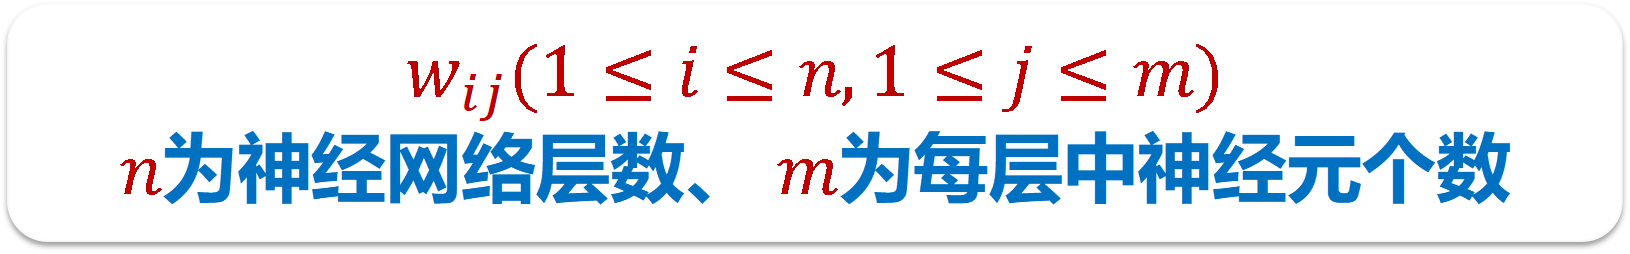 w_{ij}(1 ≤ i ≤ n, 1 ≤ j ≤ m)
n为神经网络层数、 m为每层中神经元个数